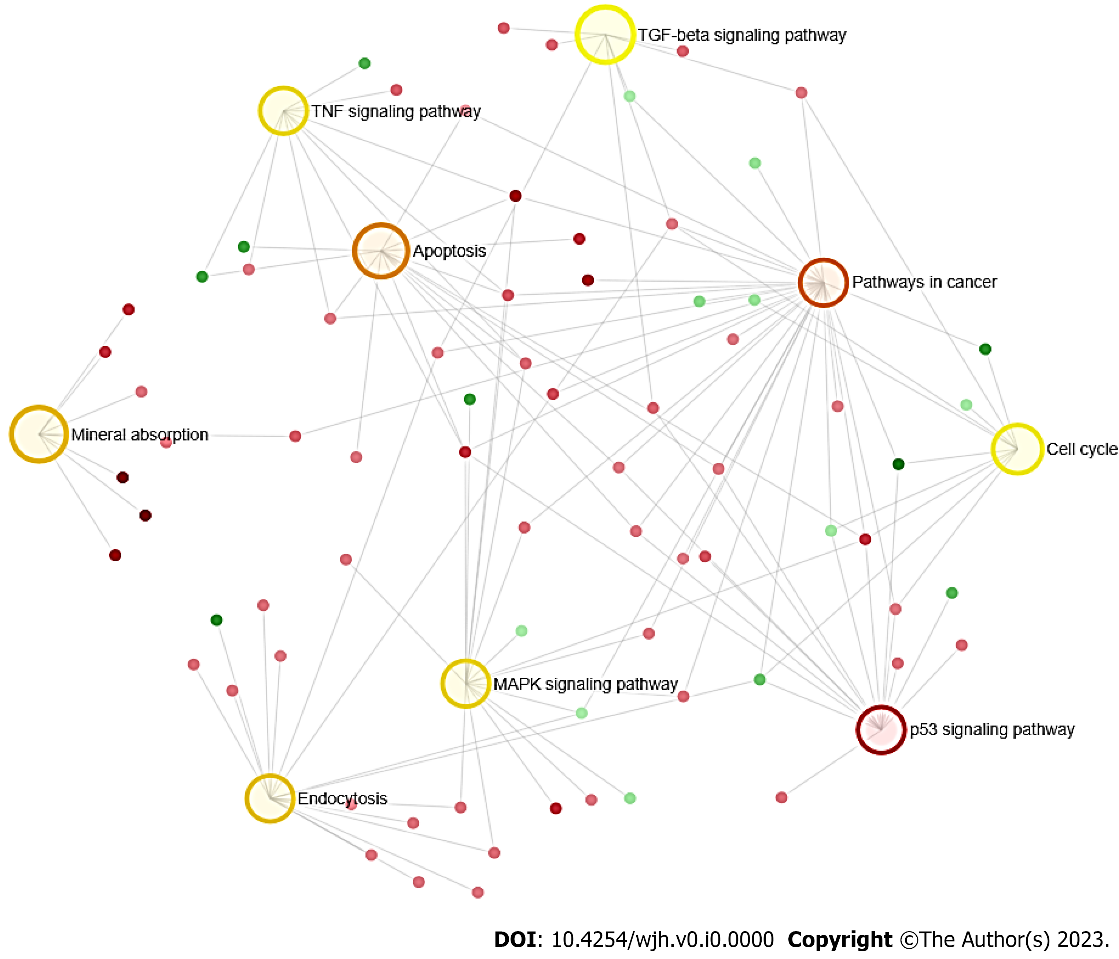 TGF-beta signaling pathway
TNF signaling pathway
Apoptosis
Pathways in cancer
Mineral absorption
Cell cycle
MAPK signaling pathway
p53 signaling pathway
Endocytosis
DOI: 10.4254/wjh.v0.i0.0000 Copyright ©The Author(s) 2023.